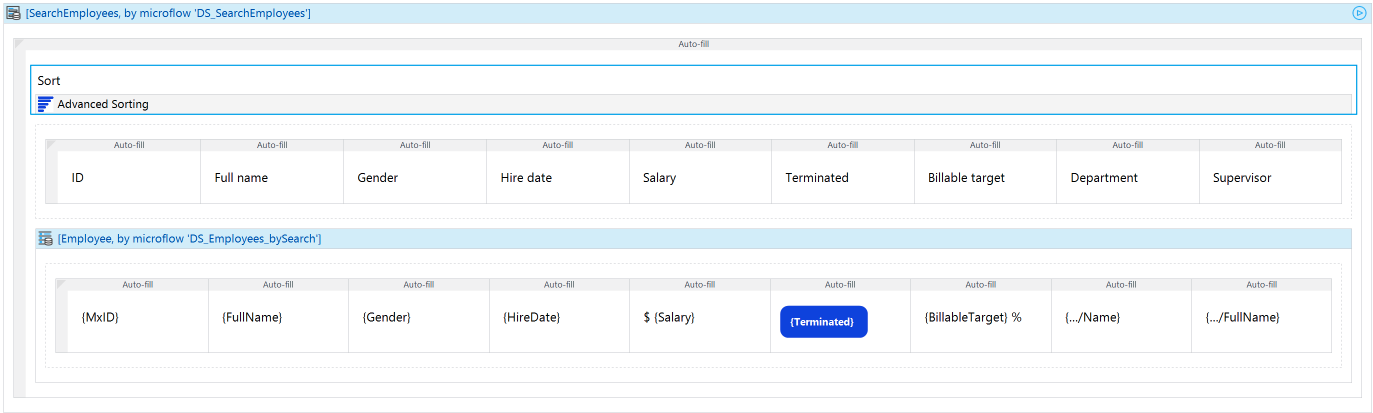 [SearchEmployees, by microflow 'DS_SearchEmployees']
Auto-fill
Sort
Advanced Sorting
Auto-fill Auto-fill Auto-fill Auto-fill Auto-fill Auto-fill Auto-fill Auto-fill Auto-fill
ID Full name Gender Hire date Salary Terminated Billable target Department Supervisor
[Employee, by microflow 'DS_Employees_bySearch']
Auto-fill Auto-fill Auto-fill Auto-fill Auto-fill Auto-fill Auto-fill Auto-fill Auto-fill
{MxID} {FullName} {Gender} {HireDate} $ {Salary} {Terminated} {BillableTarget} % {.../Name} {.../FullName}